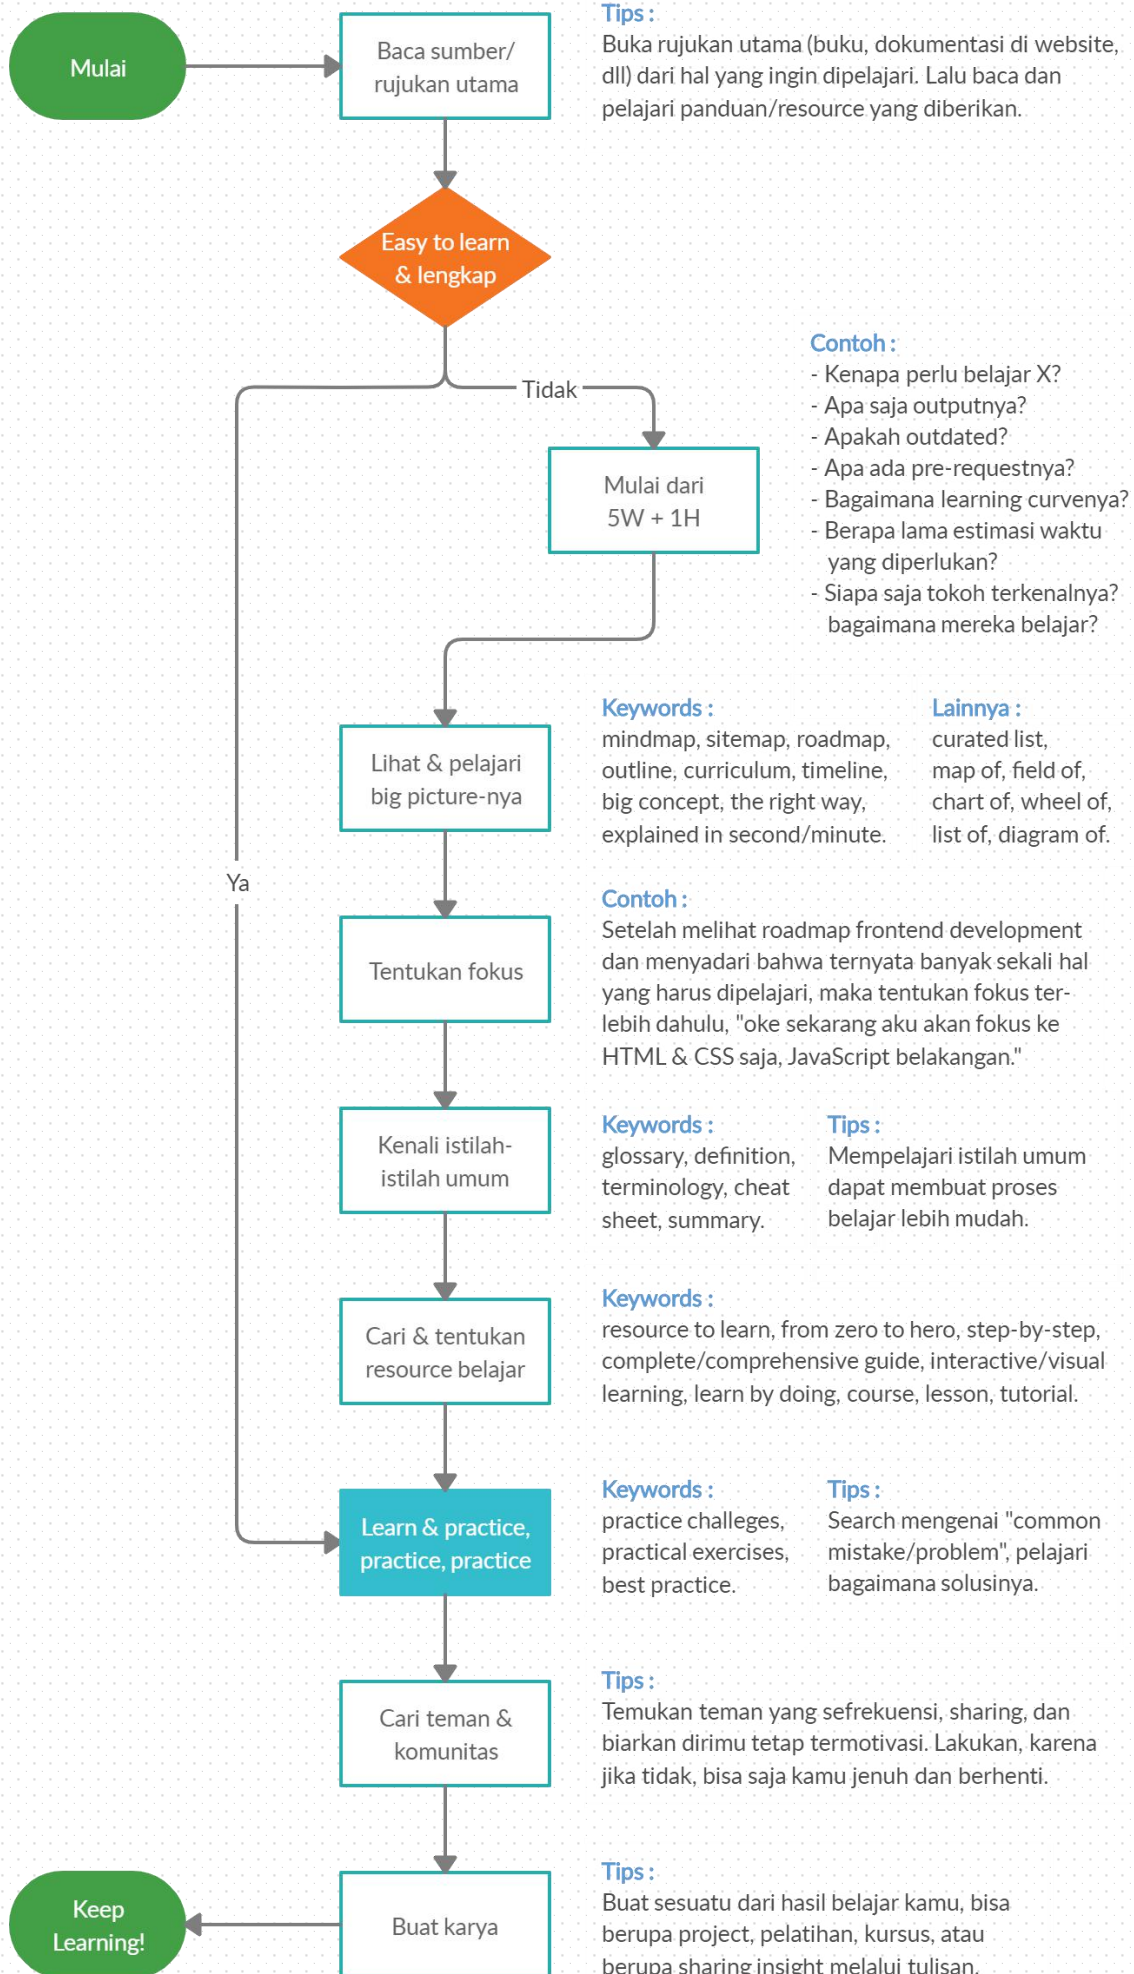 Mulai
Baca sumber/
rujukan utama
Tips :
Buka rujukan utama (buku, dokumentasi di website,
dll) dari hal yang ingin dipelajari. Lalu baca dan
pelajari panduan/resource yang diberikan.
Easy to learn
& lengkap
Tidak
Mulai dari
5W + 1H
Contoh :
- Kenapa perlu belajar X?
- Apa saja outputnya?
- Apakah outdated?
- Apa ada pre-requestnya?
- Bagaimana learning curvenya?
- Berapa lama estimasi waktu
yang diperlukan?
- Siapa saja tokoh terkenalnya?
bagaimana mereka belajar?
Lihat & pelajari
big picture-nya
Keywords :
mindmap, sitemap, roadmap,
outline, curriculum, timeline,
big concept, the right way,
explained in second/minute.
Lainnya :
curated list,
map of, field of,
chart of, wheel of,
list of, diagram of.
Ya
Tentukan fokus
Contoh :
Setelah melihat roadmap frontend development
dan menyadari bahwa ternyata banyak sekali hal
yang harus dipelajari, maka tentukan fokus ter-
lebih dahulu, "oke sekarang aku akan fokus ke
HTML & CSS saja, JavaScript belakangan."
Kenali istilah-
istilah umum
Keywords :
glossary, definition,
terminology, cheat
sheet, summary.
Tips :
Mempelajari istilah umum
dapat membuat proses
belajar lebih mudah.
Cari & tentukan
resource belajar
Keywords :
resource to learn, from zero to hero, step-by-step,
complete/comprehensive guide, interactive/visual
learning, learn by doing, course, lesson, tutorial.
Learn & practice,
practice, practice
Keywords :
practice challeges,
practical exercises,
best practice.
Tips :
Search mengenai "common
mistake/problem", pelajari
bagaimana solusinya.
Cari teman &
komunitas
Tips :
Temukan teman yang sefrekuensi, sharing, dan
biarkan dirimu tetap termotivasi. Lakukan, karena
jika tidak, bisa saja kamu jenuh dan berhenti.
Keep
Learning!
Buat karya
Tips :
Buat sesuatu dari hasil belajar kamu, bisa
berupa project, pelatihan, kursus, atau
berupa sharing insight melalui tulisan.